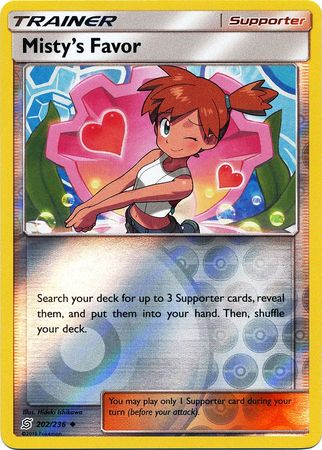 TRAINER
Supporter
Misty's Favor
Search your deck for up to 3 Supporter cards, reveal
them, and put them into your hand. Then, shuffle
your deck.
Illus. Hideki Ishikawa
You may play only 1 Supporter card during your
turn (before your attack).
202/236
©2019 Pokémon